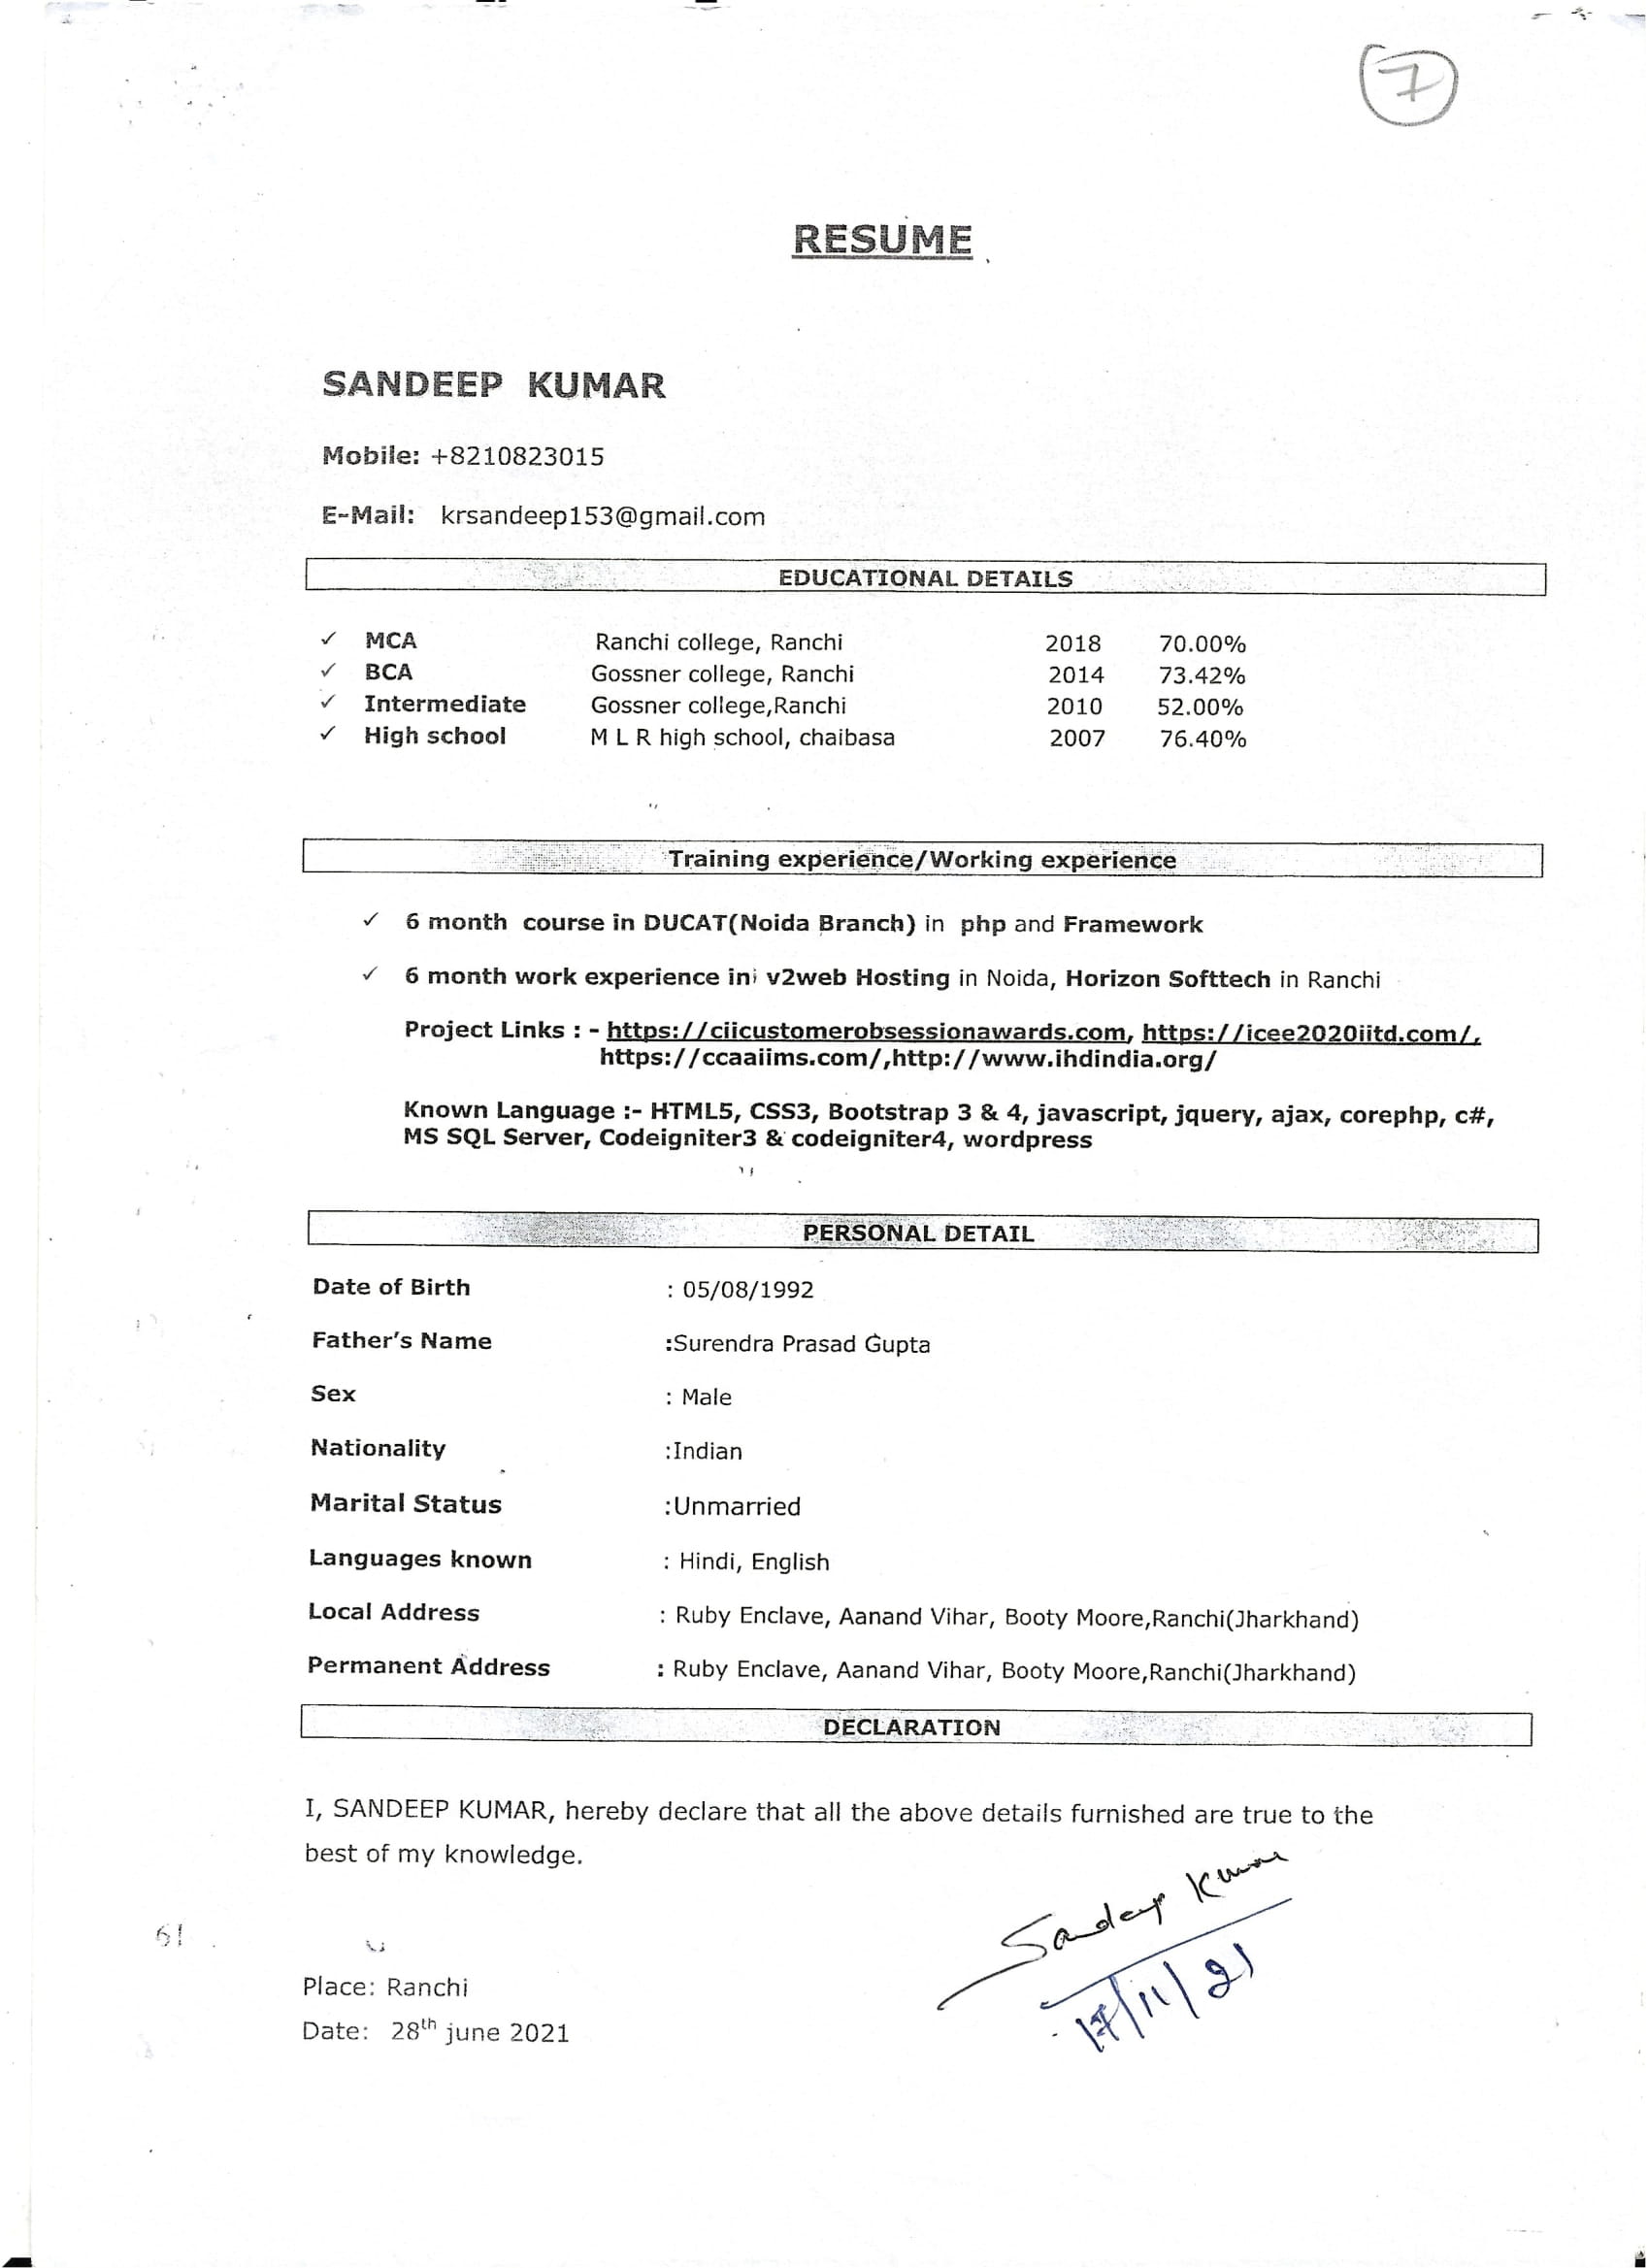 7
RESUME
SANDEEP KUMAR
Mobile: +8210823015
E-Mail: krsandeep153@gmail.com
EDUCATIONAL DETAILS
✓ MCA Ranchi college, Ranchi 2018 70.00%
✓ BCA Gossner college, Ranchi 2014 73.42%
✓ Intermediate Gossner college,Ranchi 2010 52.00%
✓ High school M L R high school, chaibasa 2007 76.40%
Training experience/Working experience
✓ 6 month course in DUCAT(Noida Branch) in php and Framework
✓ 6 month work experience in v2web Hosting in Noida, Horizon Softtech in Ranchi
Project Links : - https://ciicustomerobsessionawards.com, https://icee2020iitd.com/,
https://ccaaiims.com/,http://www.ihdindia.org/
Known Language :- HTML5, CSS3, Bootstrap 3 & 4, javascript, jquery, ajax, corephp, c#,
MS SQL Server, Codeigniter3 & codeigniter4, wordpress
PERSONAL DETAIL
Date of Birth : 05/08/1992
Father's Name :Surendra Prasad Gupta
Sex : Male
Nationality :Indian
Marital Status :Unmarried
Languages known : Hindi, English
Local Address : Ruby Enclave, Aanand Vihar, Booty Moore,Ranchi(Jharkhand)
Permanent Address : Ruby Enclave, Aanand Vihar, Booty Moore,Ranchi(Jharkhand)
DECLARATION
I, SANDEEP KUMAR, hereby declare that all the above details furnished are true to the
best of my knowledge.
Sandeep Kumar
17/11/21
Place: Ranchi
Date: 28th june 2021